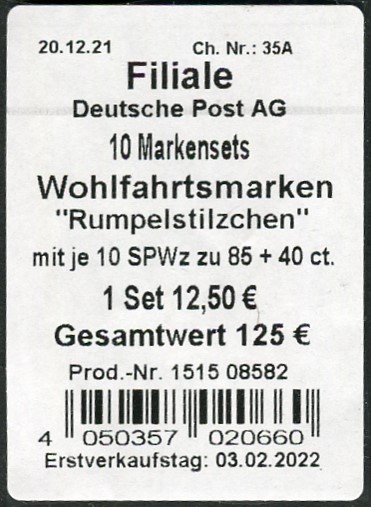 20.12.21 Ch. Nr.: 35A
Filiale
Deutsche Post AG
10 Markensets
Wohlfahrtsmarken
"Rumpelstilzchen"
mit je 10 SPWz zu 85 + 40 ct.
1 Set 12,50 €
Gesamtwert 125 €
Prod.-Nr. 1515 08582
4 050357 020660
Erstverkaufstag: 03.02.2022